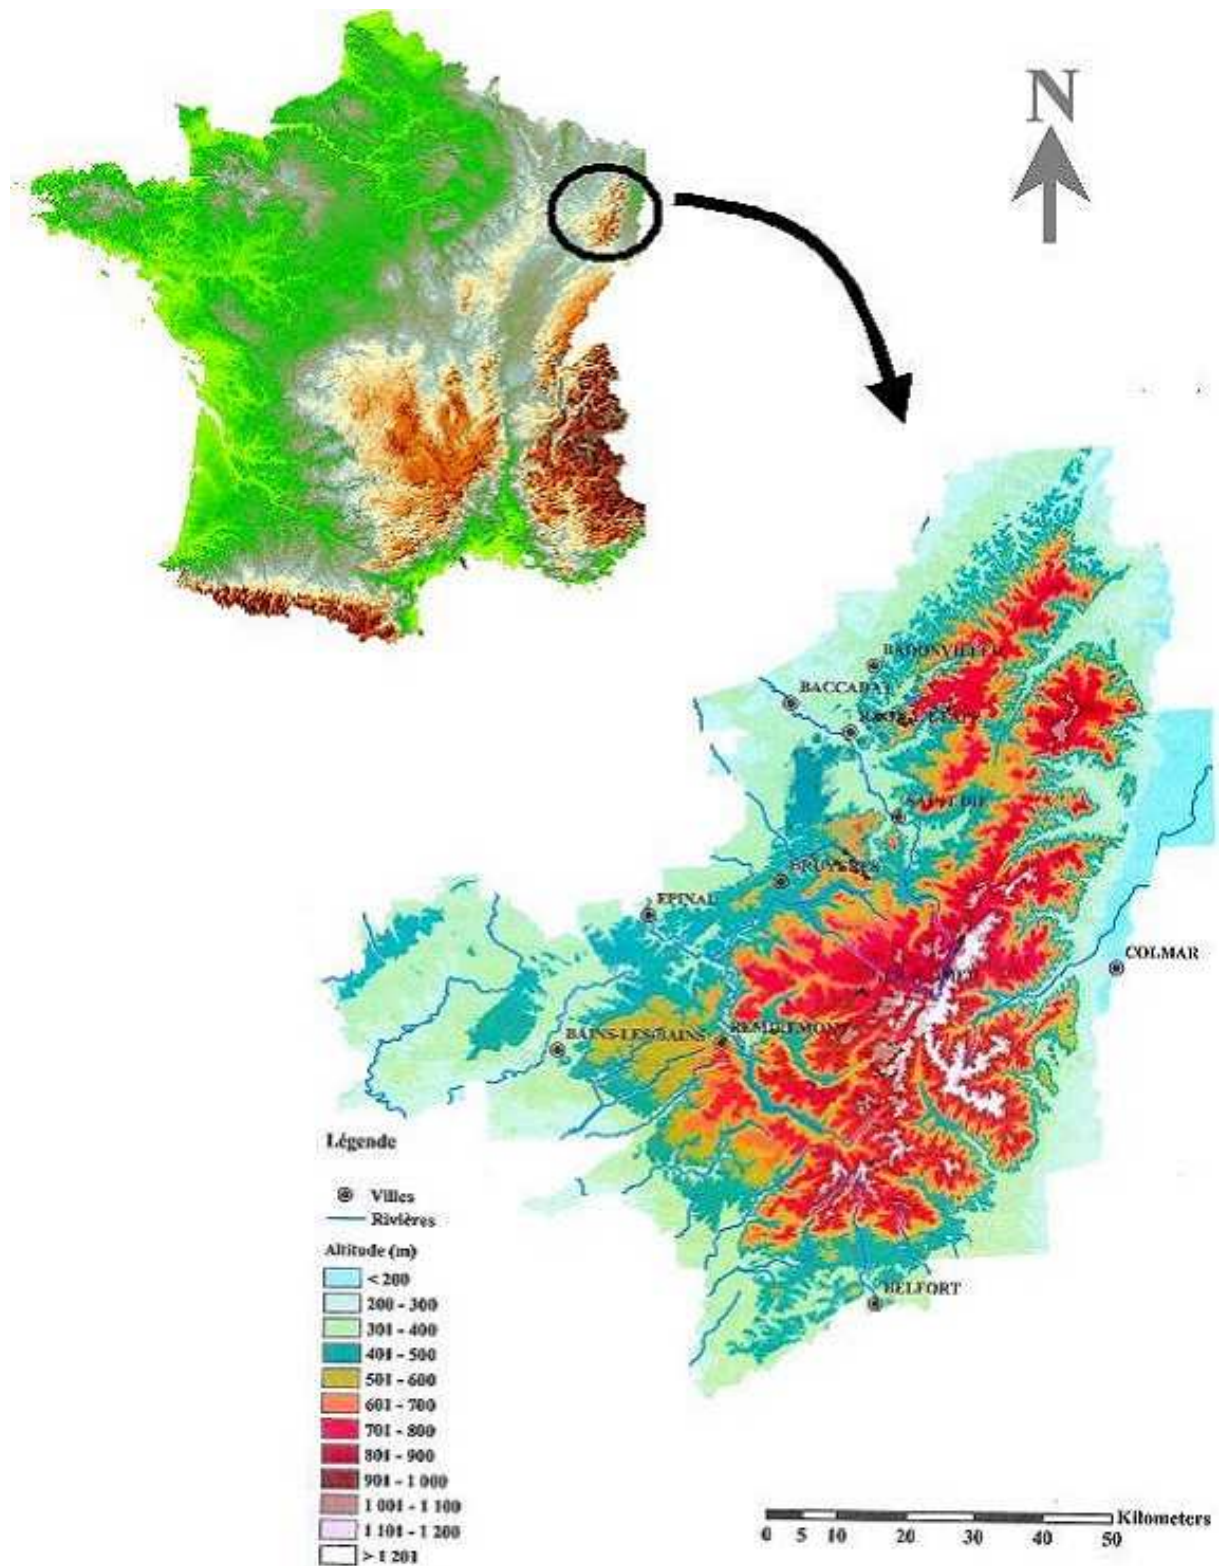 N
BADONVILLER
BACCARAT
SAINT-DIE
BRUYERES
EPINAL
COLMAR
BAINS-LES-BAINS
REMIREMONT
BELFORT
Légende
Villes
Rivières
Altitude (m)
< 200
200 - 300
301 - 400
401 - 500
501 - 600
601 - 700
701 - 800
801 - 900
901 - 1 000
1 001 - 1 100
1 101 - 1 200
> 1 201
Kilometers
0 5 10 20 30 40 50